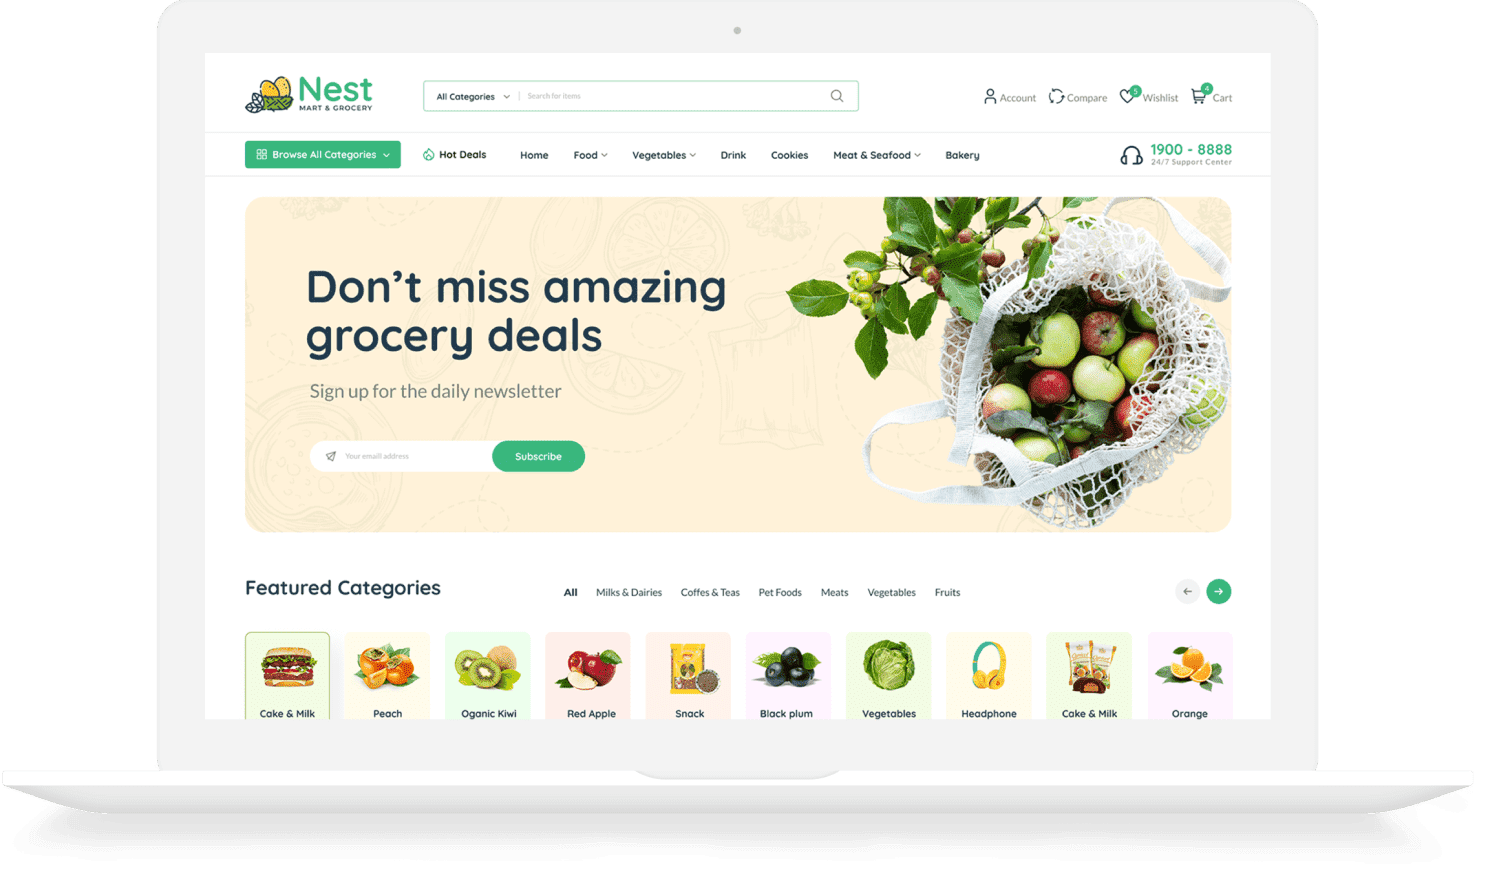 Nest
MART & GROCERY
All Categories
Search for items
Account
Compare
5
Wishlist
4
Cart
Browse All Categories
Hot Deals
Home
Food
Vegetables
Drink
Cookies
Meat & Seafood
Bakery
1900 - 8888
24/7 Support Center
Don’t miss amazing
grocery deals
Sign up for the daily newsletter
Your emaill address
Subscribe
Featured Categories
All
Milks & Dairies
Coffes & Teas
Pet Foods
Meats
Vegetables
Fruits
Cake & Milk
Peach
Oganic Kiwi
Red Apple
Snack
Black plum
Vegetables
Headphone
Cake & Milk
Orange